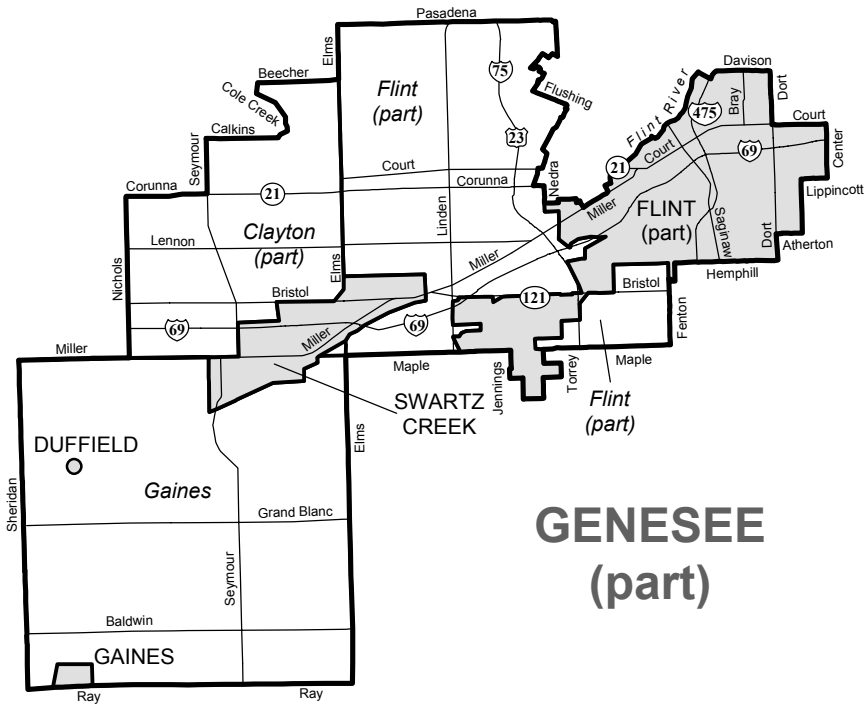 Pasadena
Elms
75
Flushing
Beecher
Cole Creek
Flint
(part)
Flint River
Davison
Dort
Bray
475
Calkins
23
Court
Seymour
Court
21
Court
69
Center
Corunna
21
Corunna
Nedra
Lippincott
Linden
Miller
FLINT
(part)
Saginaw
Clayton
(part)
Lennon
Dort
Atherton
Miller
Elms
Hemphill
Nichols
Bristol
121
Bristol
69
Miller
69
Fenton
Miller
Maple
Jennings
Torrey
Maple
SWARTZ
CREEK
Flint
(part)
Elms
DUFFIELD
Sheridan
Gaines
Grand Blanc
GENESEE
(part)
Seymour
Baldwin
GAINES
Ray
Ray